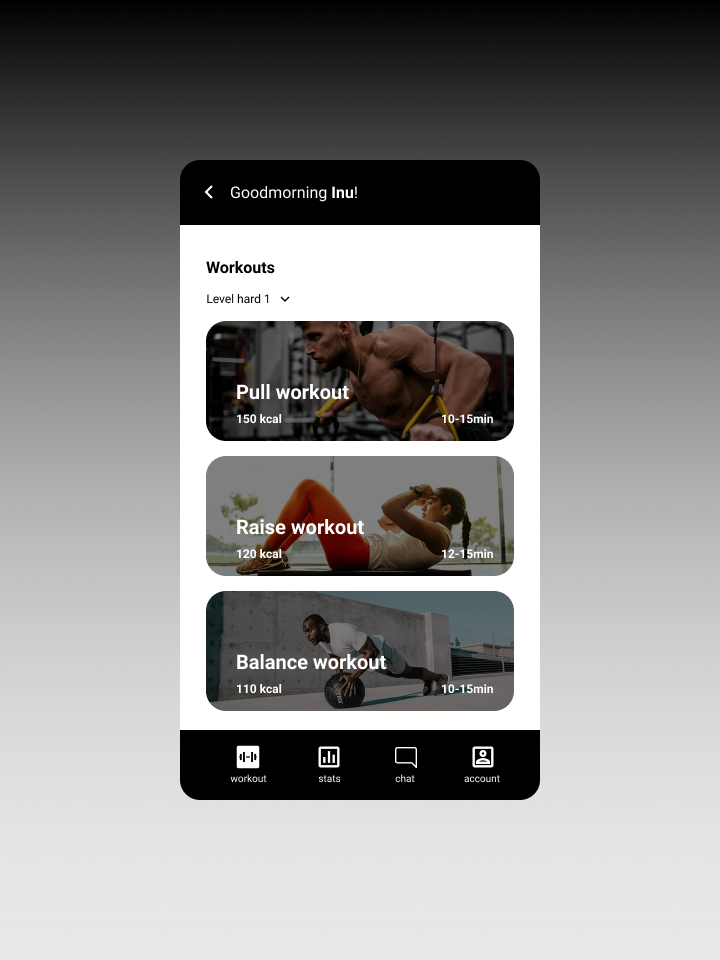 Goodmorning Inu!
Workouts
Level hard 1
Pull workout
150 kcal 10-15min
Raise workout
120 kcal 12-15min
Balance workout
110 kcal 10-15min
workout stats chat account